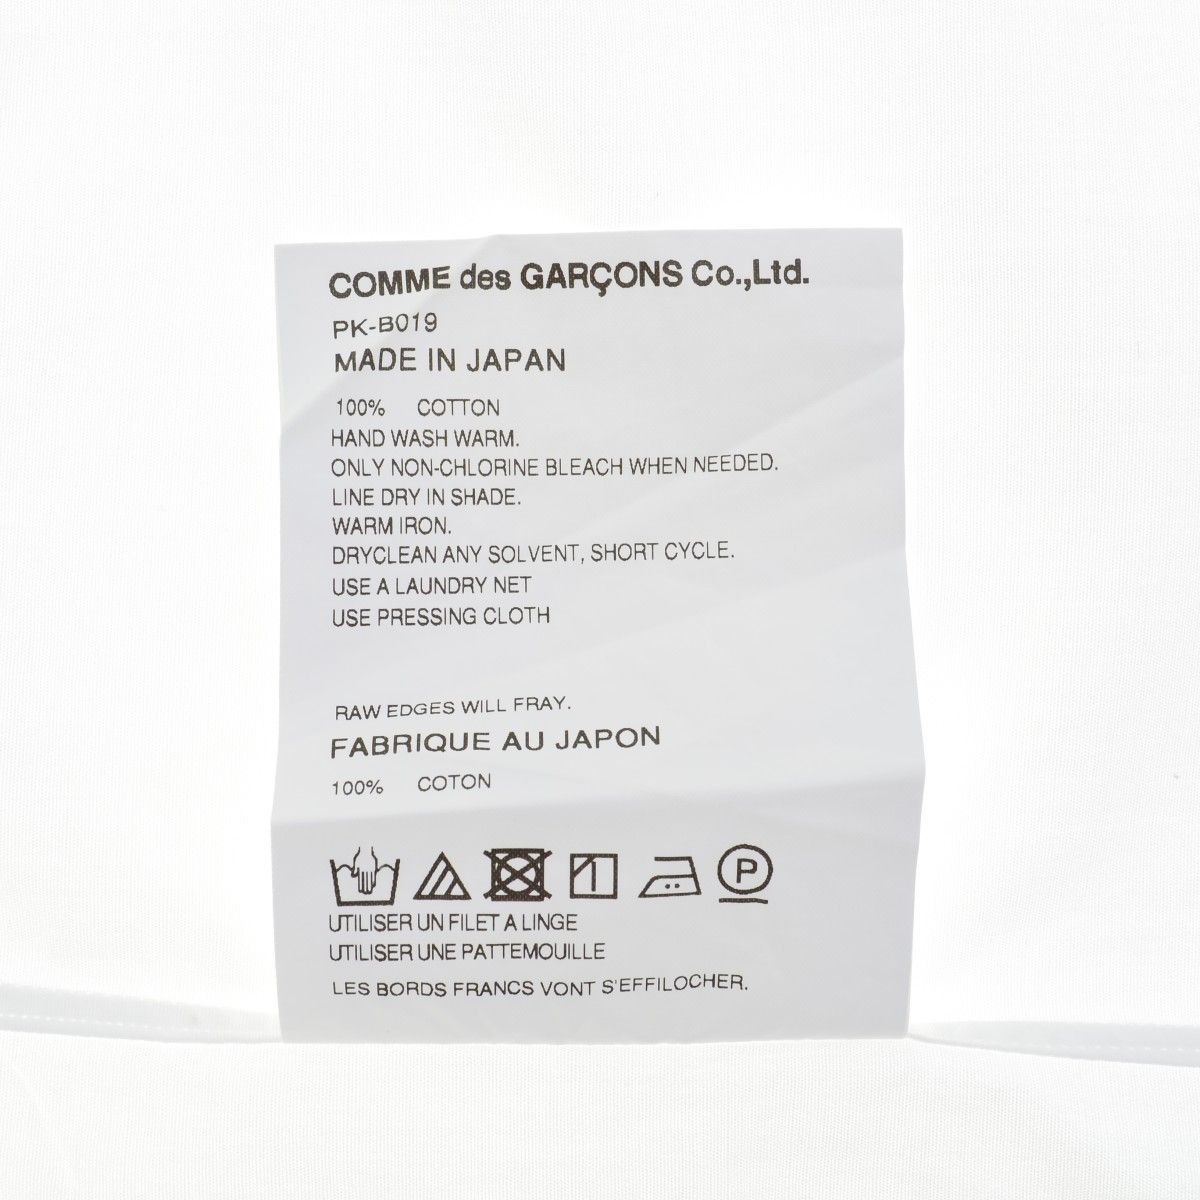 COMME des GARÇONS Co.,Ltd.
PK-B019
MADE IN JAPAN
100% COTTON
HAND WASH WARM.
ONLY NON-CHLORINE BLEACH WHEN NEEDED.
LINE DRY IN SHADE.
WARM IRON.
DRYCLEAN ANY SOLVENT, SHORT CYCLE.
USE A LAUNDRY NET
USE PRESSING CLOTH
RAW EDGES WILL FRAY.
FABRIQUE AU JAPON
100% COTON
P
UTILISER UN FILET A LINGE
UTILISER UNE PATTEMOUILLE
LES BORDS FRANCS VONT S'EFFILOCHER.